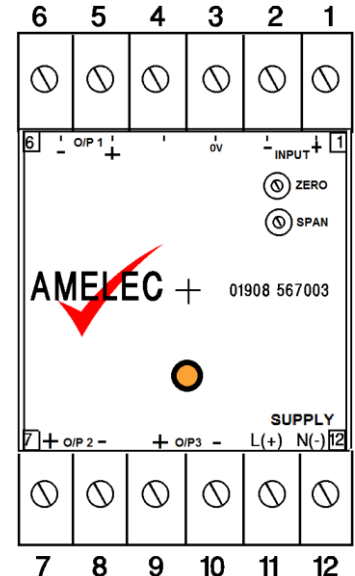 6 5 4 3 2 1
6 - O/P 1 + 0V - INPUT + 1
ZERO
SPAN
AMELEC + 01908 567003
SUPPLY
7 + O/P 2 - + O/P3 - L(+) N(-) 12
7 8 9 10 11 12